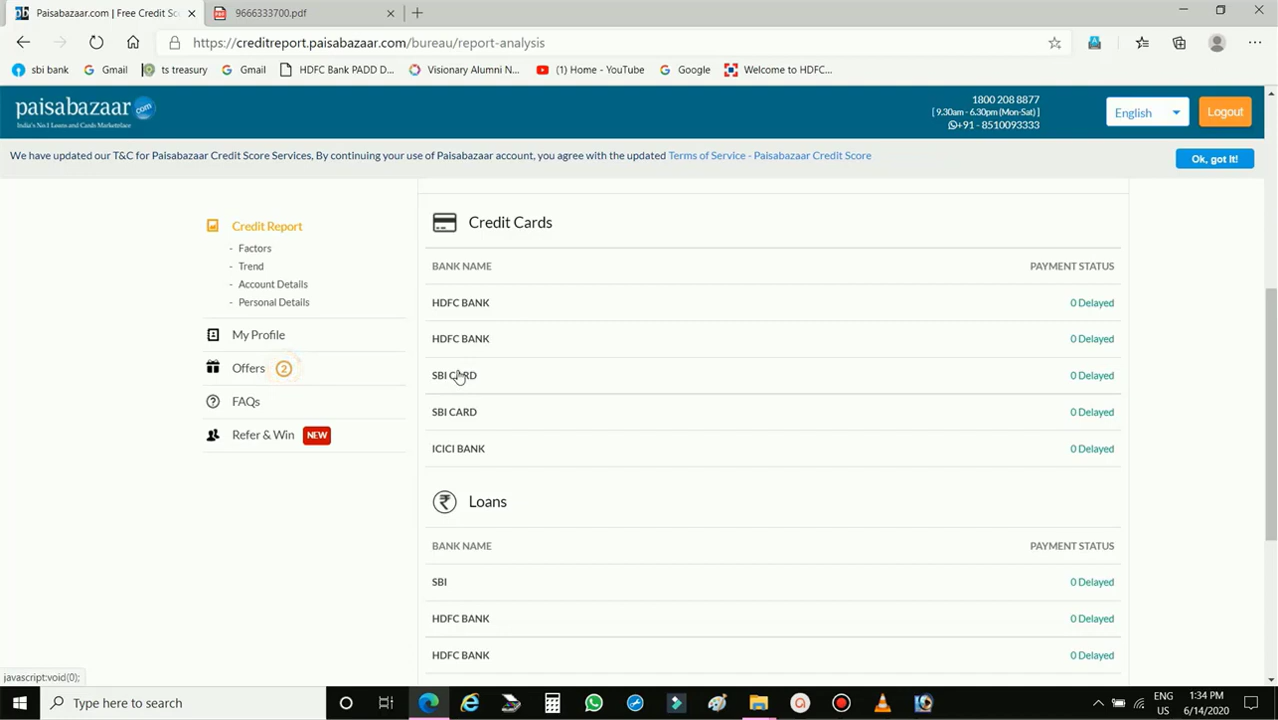 Paisabazaar.com | Free Credit Sc
9666333700.pdf
https://creditreport.paisabazaar.com/bureau/report-analysis
sbi bank
Gmail
ts treasury
Gmail
HDFC Bank PADD D...
Visionary Alumni N...
(1) Home - YouTube
Google
Welcome to HDFC...
paisabazaar.com
India's No.1 Loans and Cards Marketplace
1800 208 8877
[ 9.30am - 6.30pm (Mon-Sat) ]
+91 - 8510093333
English
Logout
We have updated our T&C for Paisabazaar Credit Score Services, By continuing your use of Paisabazaar account, you agree with the updated Terms of Service - Paisabazaar Credit Score
Ok, got It!
Credit Report
- Factors
- Trend
- Account Details
- Personal Details
My Profile
Offers 2
FAQs
Refer & Win NEW
Credit Cards
BANK NAME PAYMENT STATUS
HDFC BANK 0 Delayed
HDFC BANK 0 Delayed
SBI CARD 0 Delayed
SBI CARD 0 Delayed
ICICI BANK 0 Delayed
Loans
BANK NAME PAYMENT STATUS
SBI 0 Delayed
HDFC BANK 0 Delayed
HDFC BANK 0 Delayed
javascript:void(0);
Type here to search
ENG
US
1:34 PM
6/14/2020